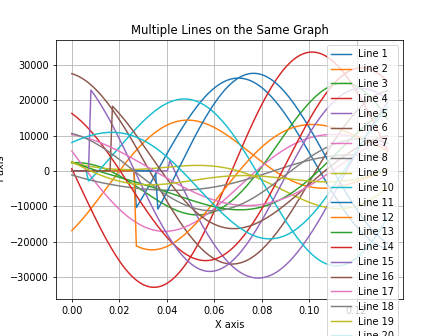 Multiple Lines on the Same Graph
30000
20000
10000
0
-10000
-20000
-30000
0.00 0.02 0.04 0.06 0.08 0.10
X axis
Line 1
Line 2
Line 3
Line 4
Line 5
Line 6
Line 7
Line 8
Line 9
Line 10
Line 11
Line 12
Line 13
Line 14
Line 15
Line 16
Line 17
Line 18
Line 19
Line 20